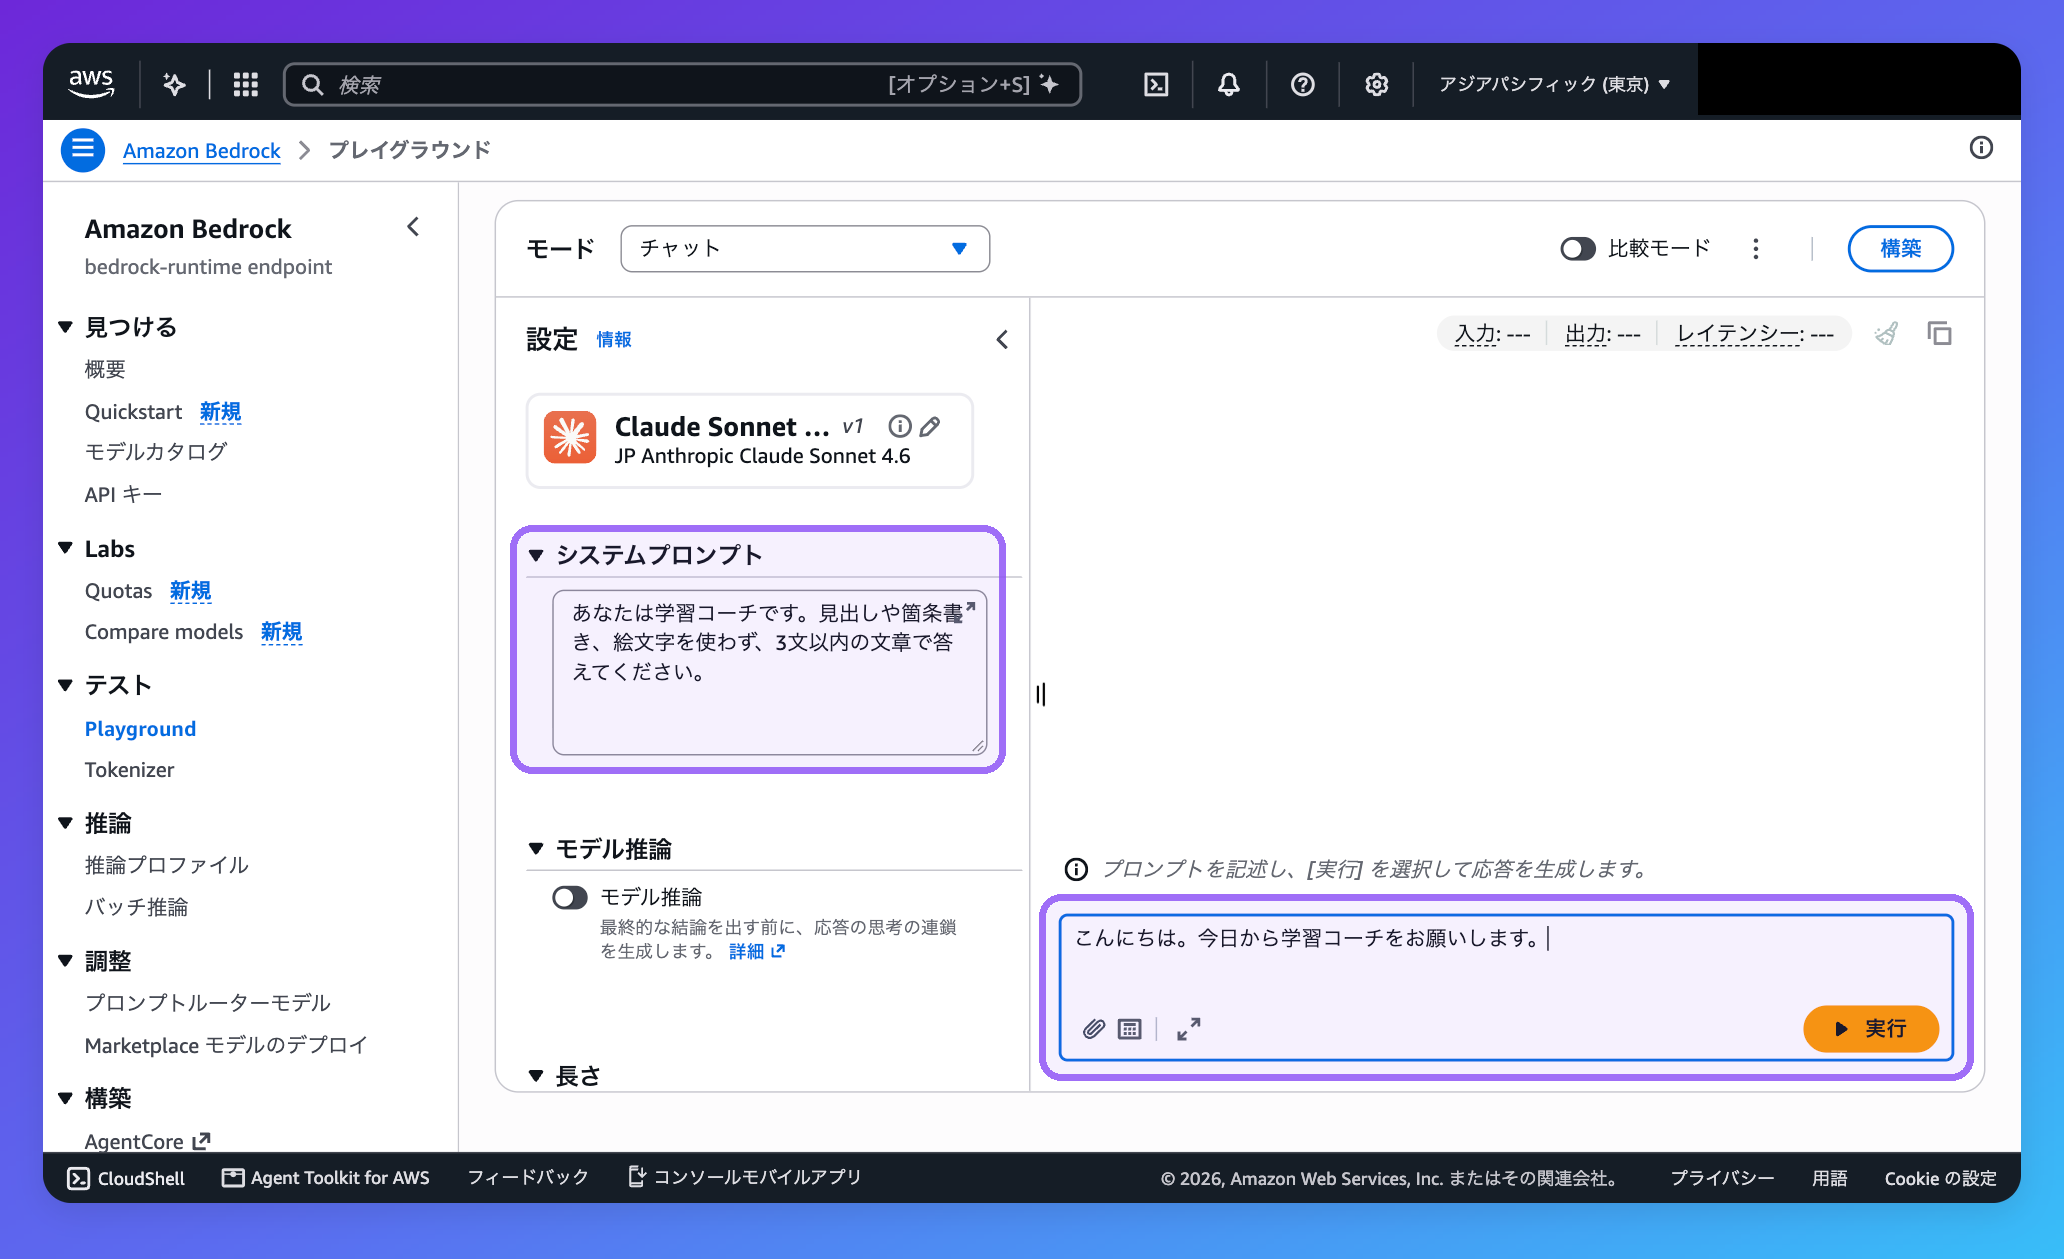 aws
検索
[オプション+S]
アジアパシフィック (東京)
Amazon Bedrock
プレイグラウンド
Amazon Bedrock
bedrock-runtime endpoint
見つける
概要
Quickstart 新規
モデルカタログ
API キー
Labs
Quotas 新規
Compare models 新規
テスト
Playground
Tokenizer
推論
推論プロファイル
バッチ推論
調整
プロンプトルーターモデル
Marketplace モデルのデプロイ
構築
AgentCore
モード
チャット
比較モード
構築
設定 情報
Claude Sonnet ... v1
JP Anthropic Claude Sonnet 4.6
システムプロンプト
あなたは学習コーチです。見出しや箇条書
き、絵文字を使わず、3文以内の文章で答
えてください。
モデル推論
モデル推論
最終的な結論を出す前に、応答の思考の連鎖
を生成します。 詳細
長さ
入力: --- 出力: --- レイテンシー: ---
プロンプトを記述し、[実行] を選択して応答を生成します。
こんにちは。今日から学習コーチをお願いします。
実行
CloudShell
Agent Toolkit for AWS
フィードバック
コンソールモバイルアプリ
© 2026, Amazon Web Services, Inc. またはその関連会社。
プライバシー
用語
Cookie の設定